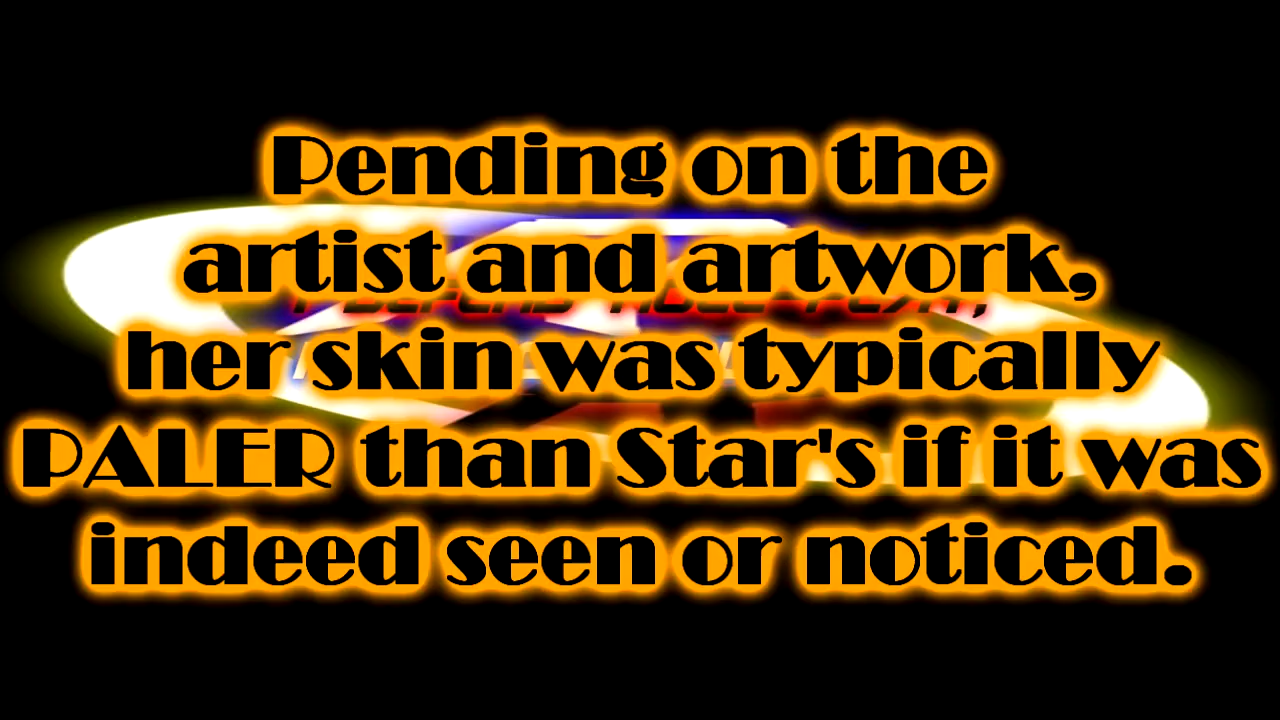 Pending on the
artist and artwork,
her skin was typically
PALER than Star's if it was
indeed seen or noticed.